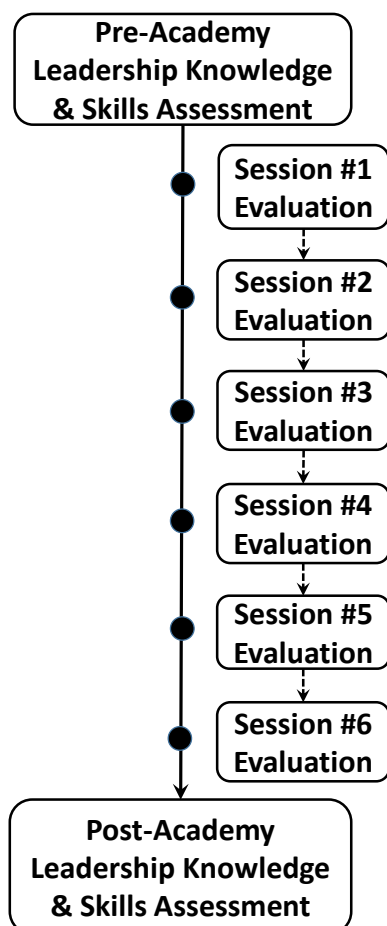 Pre-Academy
Leadership Knowledge
& Skills Assessment
Session #1
Evaluation
Session #2
Evaluation
Session #3
Evaluation
Session #4
Evaluation
Session #5
Evaluation
Session #6
Evaluation
Post-Academy
Leadership Knowledge
& Skills Assessment